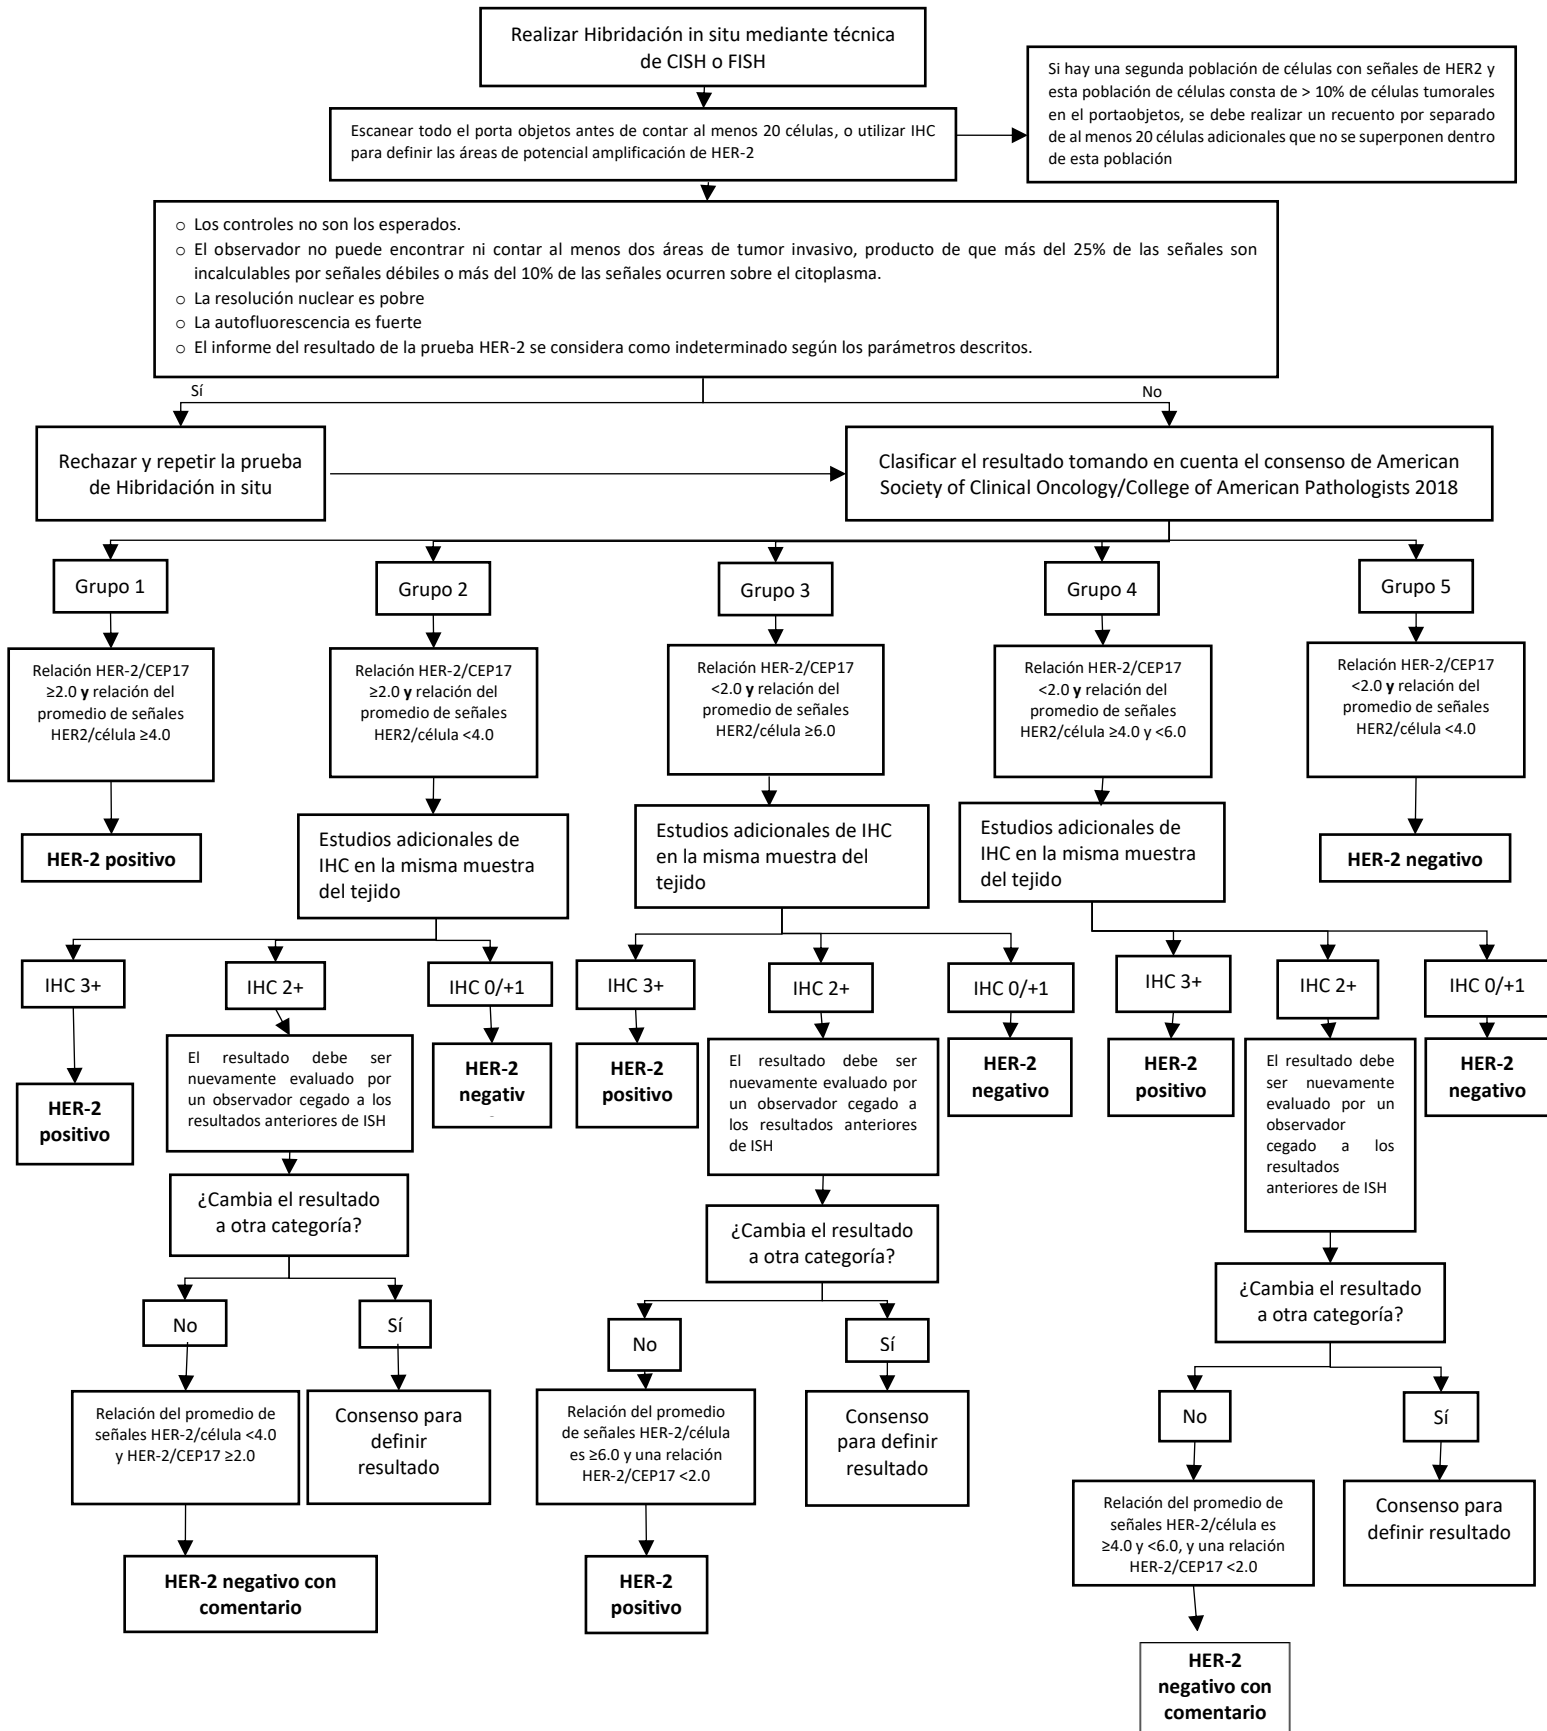 Realizar Hibridación in situ mediante técnica
de CISH o FISH
Si hay una segunda población de células con señales de HER2 y
esta población de células consta de > 10% de células tumorales
en el portaobjetos, se debe realizar un recuento por separado
de al menos 20 células adicionales que no se superponen dentro
de esta población
Escanear todo el porta objetos antes de contar al menos 20 células, o utilizar IHC
para definir las áreas de potencial amplificación de HER-2
o Los controles no son los esperados.
o El observador no puede encontrar ni contar al menos dos áreas de tumor invasivo, producto de que más del 25% de las señales son
incalculables por señales débiles o más del 10% de las señales ocurren sobre el citoplasma.
o La resolución nuclear es pobre
o La autofluorescencia es fuerte
o El informe del resultado de la prueba HER-2 se considera como indeterminado según los parámetros descritos.
Sí
No
Rechazar y repetir la prueba
de Hibridación in situ
Clasificar el resultado tomando en cuenta el consenso de American
Society of Clinical Oncology/College of American Pathologists 2018
Grupo 1
Grupo 2
Grupo 3
Grupo 4
Grupo 5
Relación HER-2/CEP17
≥2.0 y relación del
promedio de señales
HER2/célula ≥4.0
Relación HER-2/CEP17
≥2.0 y relación del
promedio de señales
HER2/célula <4.0
Relación HER-2/CEP17
<2.0 y relación del
promedio de señales
HER2/célula ≥6.0
Relación HER-2/CEP17
<2.0 y relación del
promedio de señales
HER2/célula ≥4.0 y <6.0
Relación HER-2/CEP17
<2.0 y relación del
promedio de señales
HER2/célula <4.0
HER-2 positivo
Estudios adicionales de
IHC en la misma muestra
del tejido
Estudios adicionales de IHC
en la misma muestra del
tejido
Estudios adicionales de
IHC en la misma muestra
del tejido
HER-2 negativo
IHC 3+
IHC 2+
IHC 0/+1
IHC 3+
IHC 2+
IHC 0/+1
IHC 3+
IHC 2+
IHC 0/+1
HER-2
positivo
El resultado debe ser
nuevamente evaluado por
un observador cegado a los
resultados anteriores de ISH
HER-2
negativ
HER-2
positivo
El resultado debe ser
nuevamente evaluado por
un observador cegado a
los resultados anteriores
de ISH
HER-2
negativo
HER-2
positivo
El resultado debe
ser nuevamente
evaluado por un
observador
cegado a los
resultados
anteriores de ISH
HER-2
negativo
¿Cambia el resultado
a otra categoría?
¿Cambia el resultado
a otra categoría?
¿Cambia el resultado
a otra categoría?
No
Sí
No
Sí
No
Sí
Relación del promedio de
señales HER-2/célula <4.0
y HER-2/CEP17 ≥2.0
Consenso para
definir
resultado
Relación del promedio
de señales HER-2/célula
es ≥6.0 y una relación
HER-2/CEP17 <2.0
Consenso
para definir
resultado
Relación del promedio de
señales HER-2/célula es
≥4.0 y <6.0, y una relación
HER-2/CEP17 <2.0
Consenso para
definir resultado
HER-2 negativo con
comentario
HER-2
positivo
HER-2
negativo con
comentario